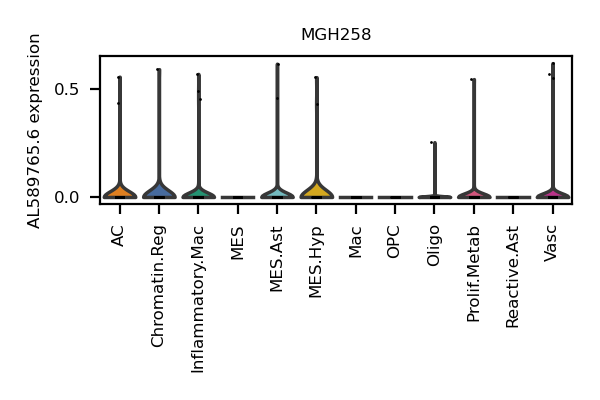 MGH258
AL589765.6 expression
0.5
0.0
AC
Chromatin.Reg
Inflammatory.Mac
MES
MES.Ast
MES.Hyp
Mac
OPC
Oligo
Prolif.Metab
Reactive.Ast
Vasc